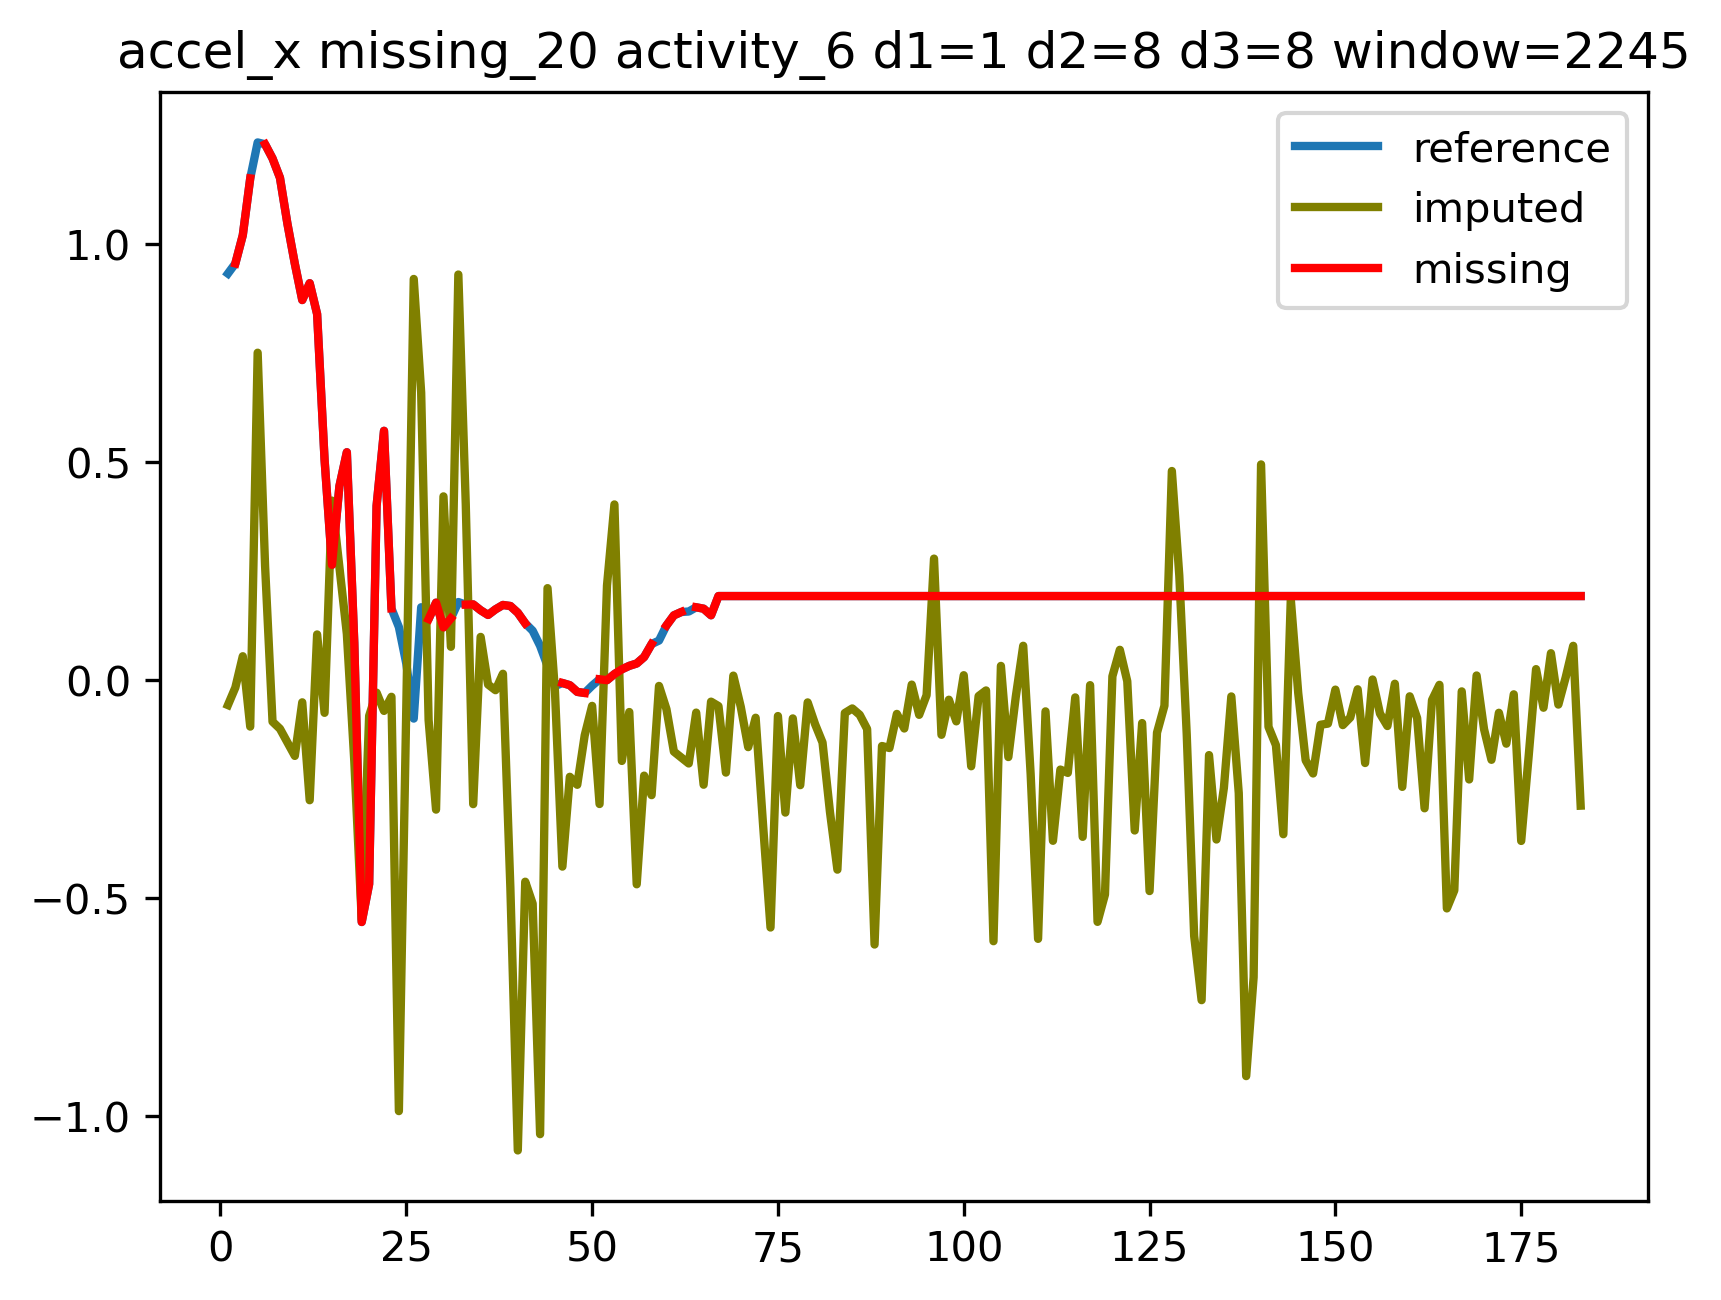 accel_x missing_20 activity_6 d1=1 d2=8 d3=8 window=2245
reference
imputed
missing
1.0
0.5
0.0
−0.5
−1.0
0 25 50 75 100 125 150 175